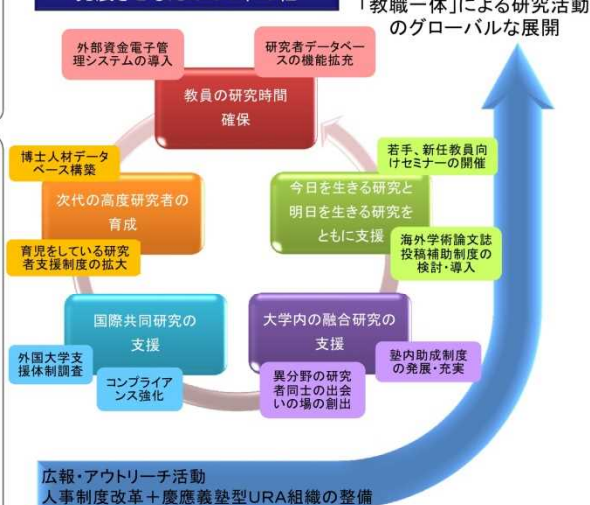 「教職一体」による研究活動
のグローバルな展開
外部資金電子管
理システムの導入
研究者データベー
スの機能拡充
教員の研究時間
確保
博士人材データ
ベース構築
次代の高度研究者の
育成
育児をしている研究
者支援制度の拡大
若手、新任教員向
けセミナーの開催
今日を生きる研究と
明日を生きる研究を
ともに支援
海外学術論文誌
投稿補助制度の
検討・導入
国際共同研究の
支援
外国大学支
援体制調査
コンプライア
ンス強化
大学内の融合研究の
支援
異分野の研究
者同士の出会
いの場の創出
塾内助成制度
の発展・充実
広報・アウトリーチ活動
人事制度改革+慶應義塾型URA組織の整備